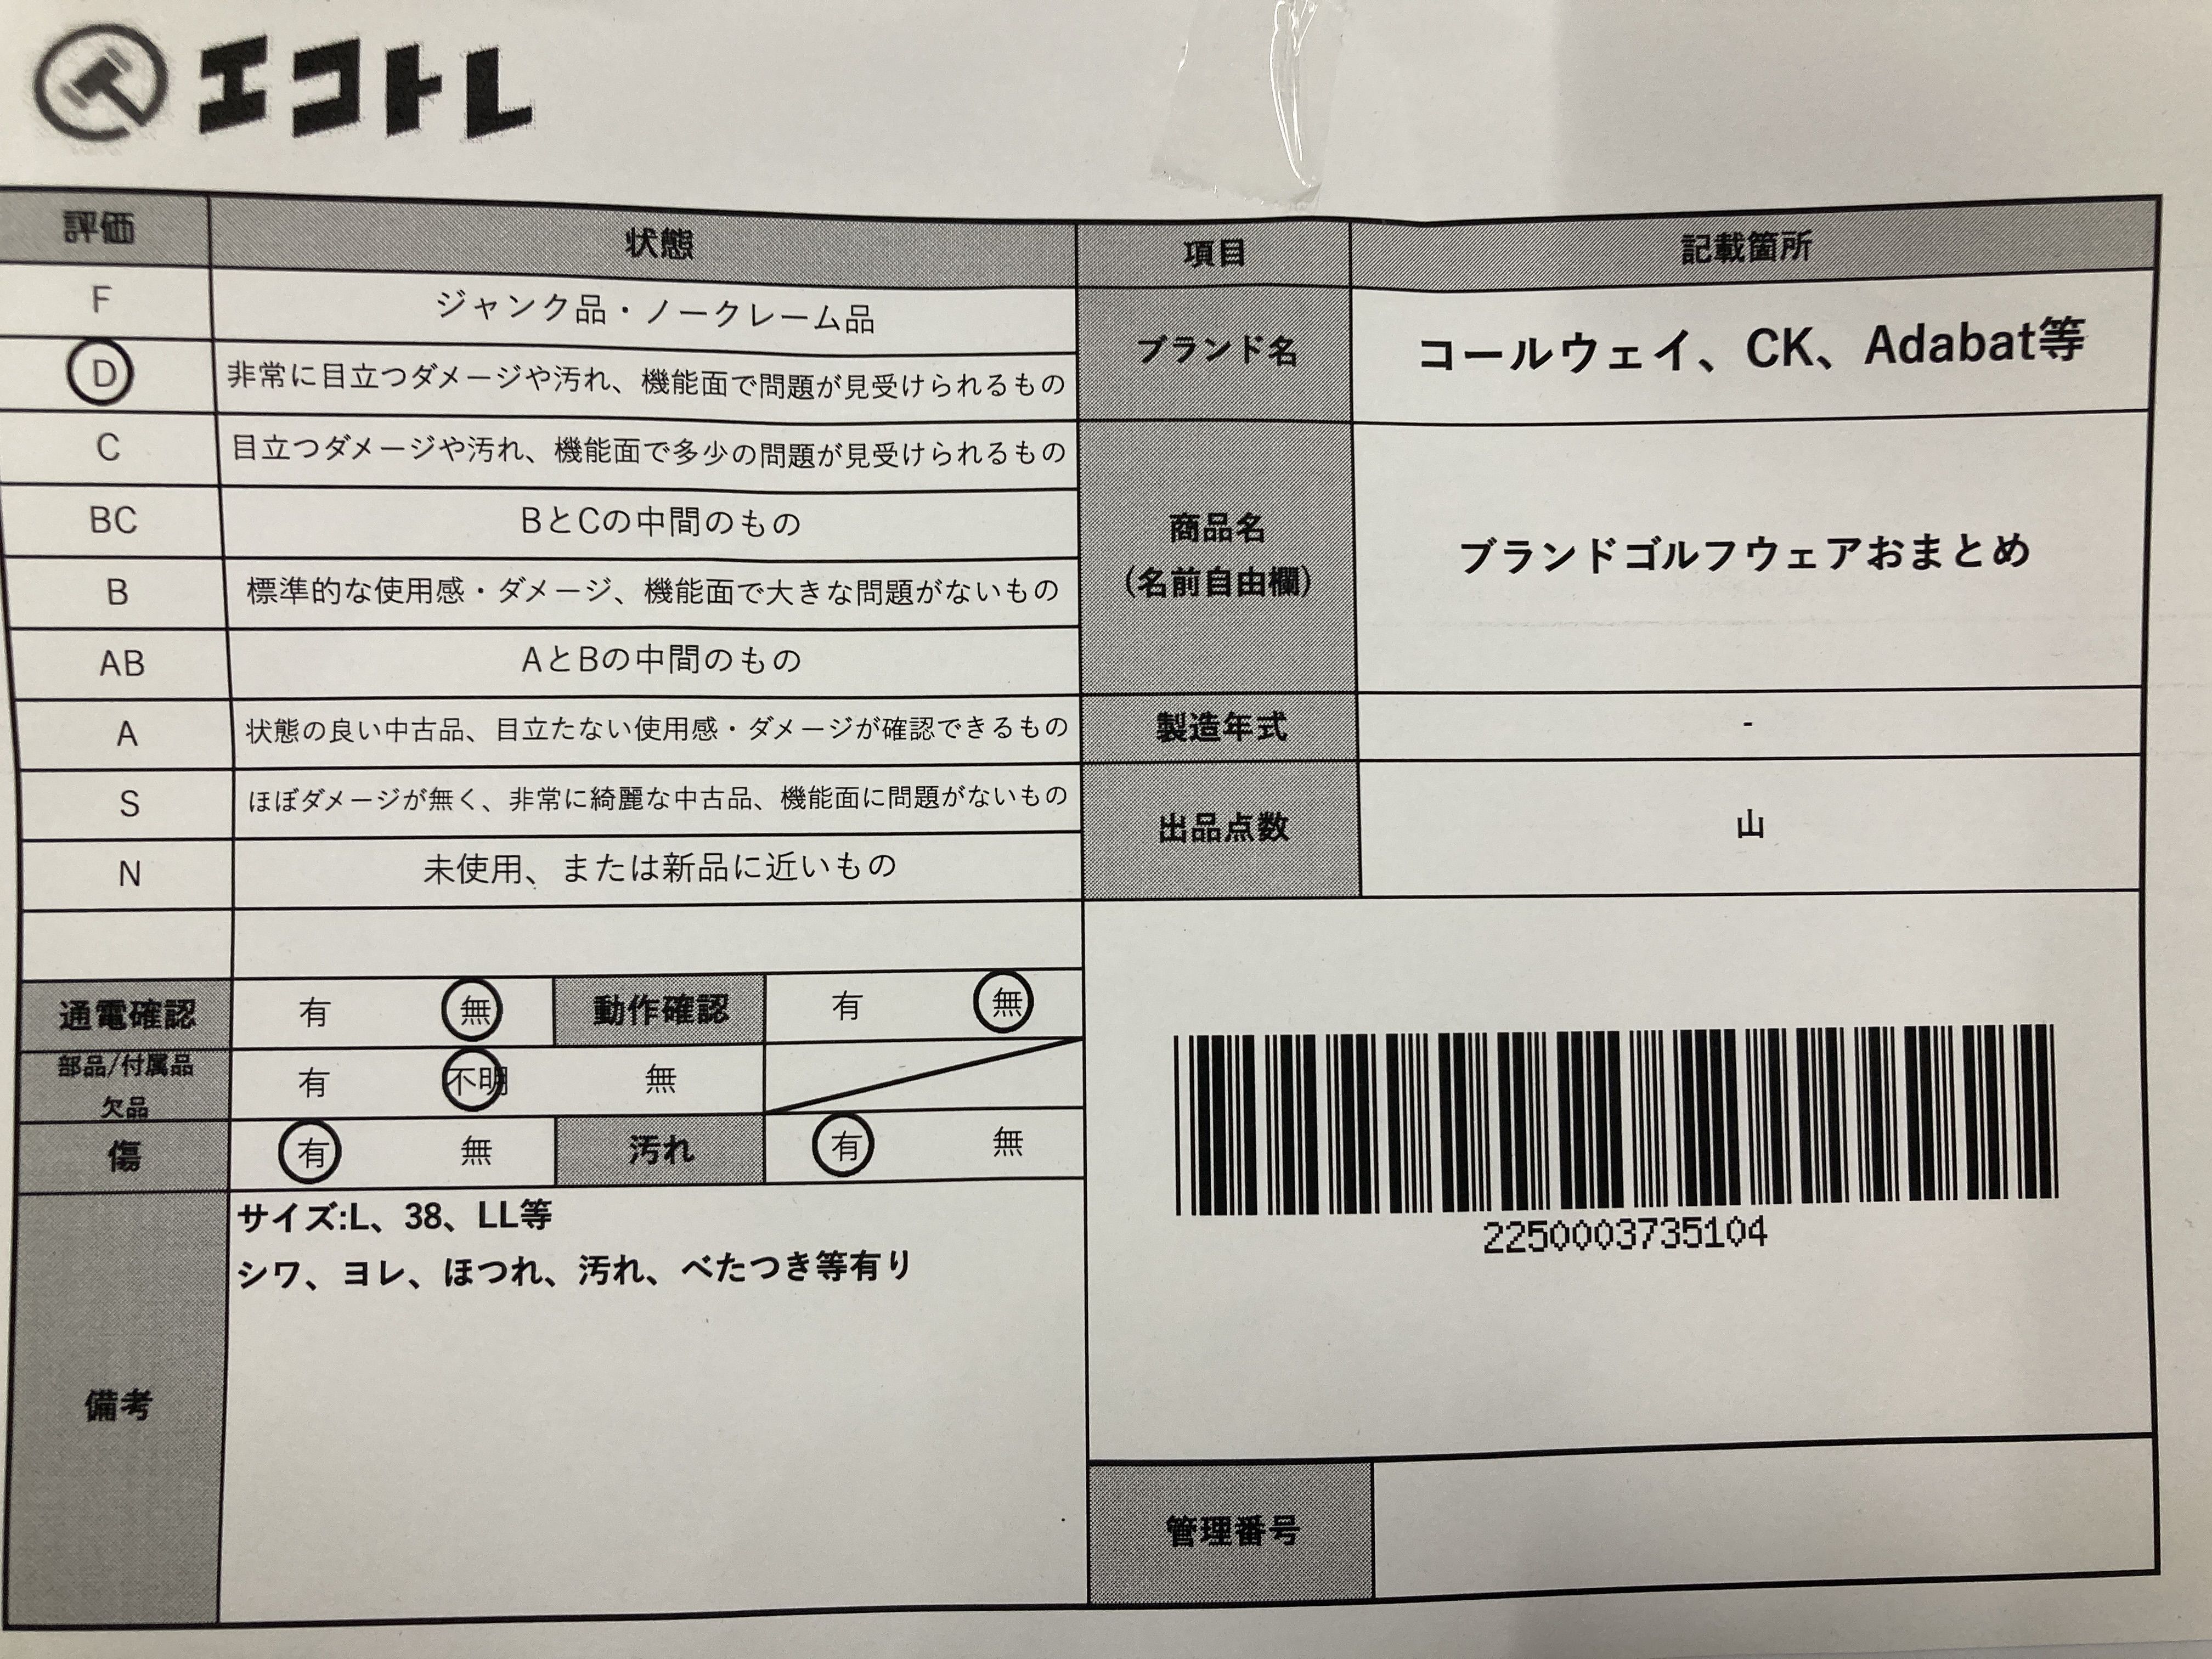 エコトレ
評価 状態 項目 記載箇所
F ジャンク品・ノークレーム品
D 非常に目立つダメージや汚れ、機能面で問題が見受けられるもの
ブランド名 コールウェイ、CK、Adabat等
C 目立つダメージや汚れ、機能面で多少の問題が見受けられるもの
BC BとCの中間のもの
商品名
(名前自由欄)
ブランドゴルフウェアおまとめ
B 標準的な使用感・ダメージ、機能面で大きな問題がないもの
AB AとBの中間のもの
A 状態の良い中古品、目立たない使用感・ダメージが確認できるもの
製造年式 -
S ほぼダメージが無く、非常に綺麗な中古品、機能面に問題がないもの
出品点数 山
N 未使用、または新品に近いもの
通電確認 有 無 動作確認 有 無
部品/付属品
欠品
有 不明 無
傷 有 無 汚れ 有 無
備考
サイズ:L、38、LL等
シワ、ヨレ、ほつれ、汚れ、べたつき等有り
2250003735104
管理番号